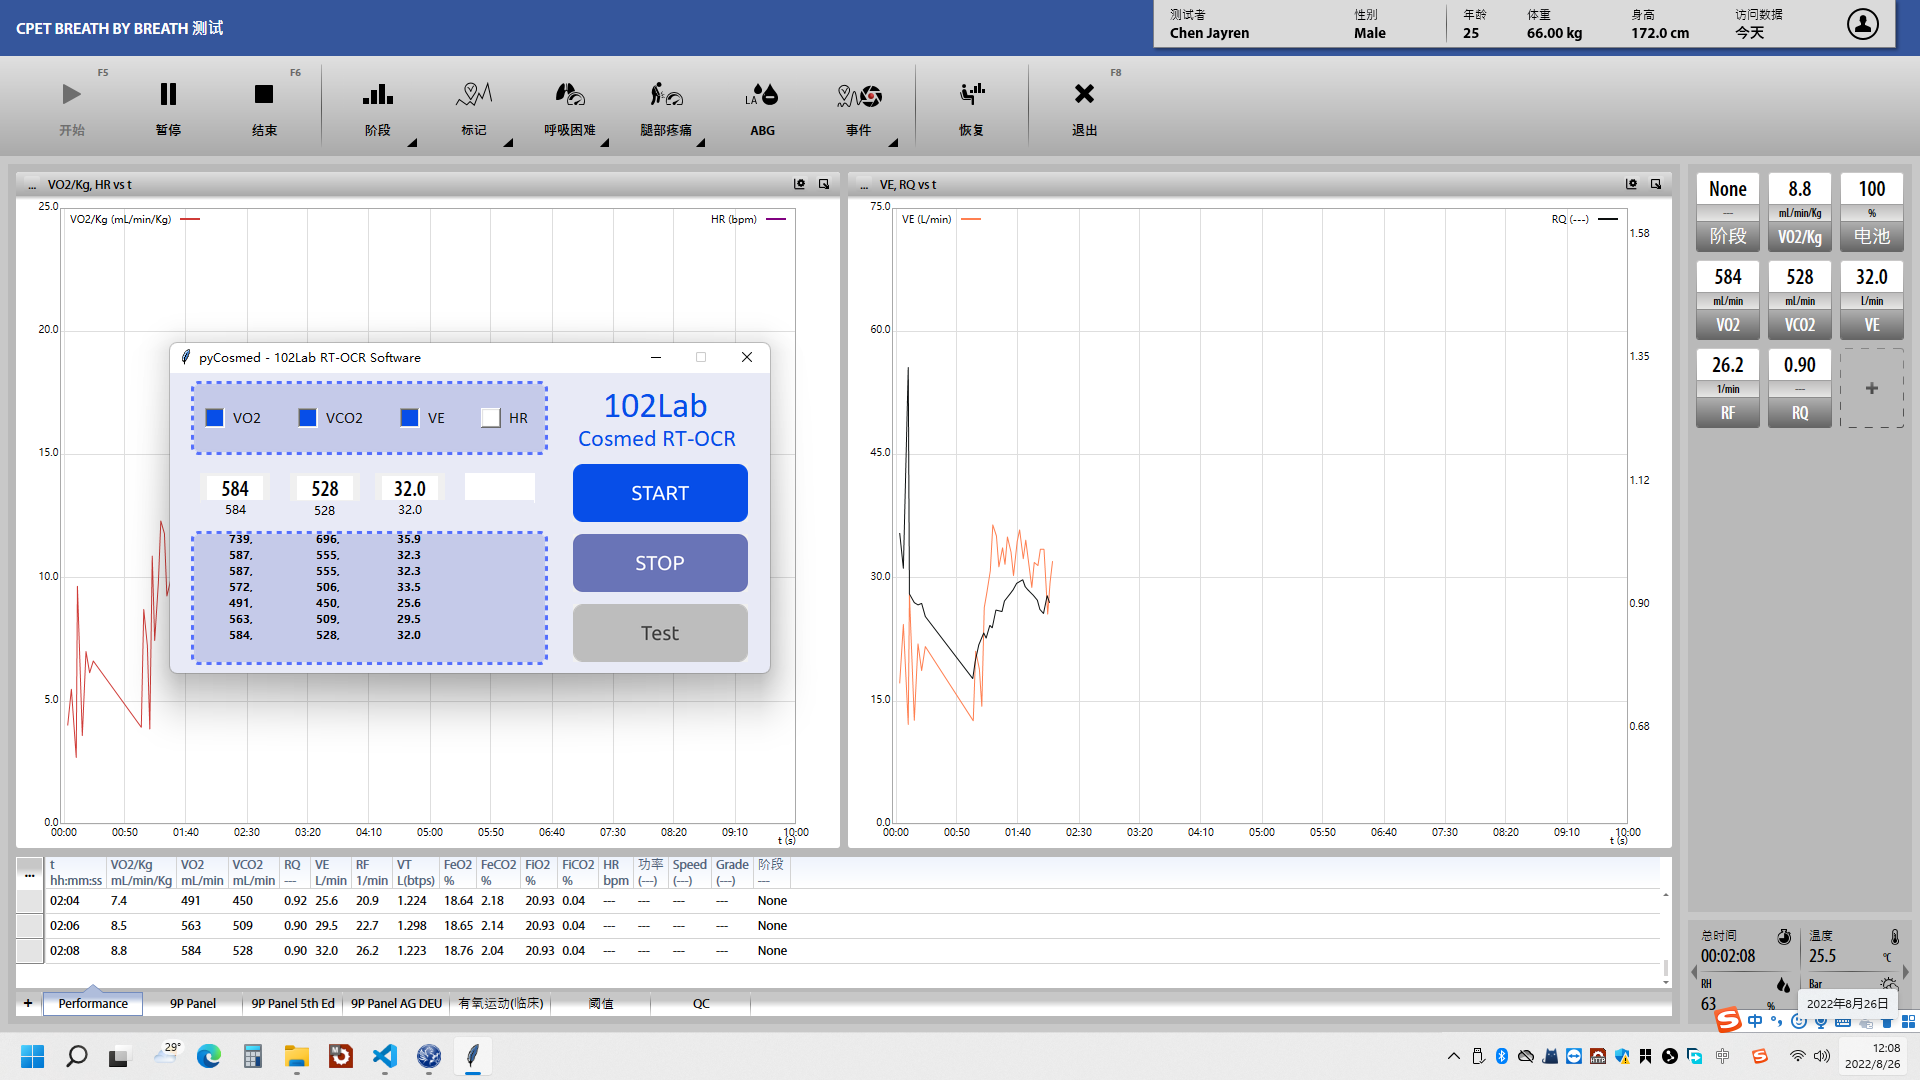 CPET BREATH BY BREATH 测试
测试者 性别 年龄 体重 身高 访问数据
Chen Jayren Male 25 66.00 kg 172.0 cm 今天
F5 F6 F8
开始 暂停 结束 阶段 标记 呼吸困难 腿部疼痛 LA ABG 事件 恢复 退出
... VO2/Kg, HR vs t
VO2/Kg (mL/min/Kg) HR (bpm)
25.0
20.0
15.0
10.0
5.0
0.0
00:00 00:50 01:40 02:30 03:20 04:10 05:00 05:50 06:40 07:30 08:20 09:10 10:00
t (s)
pyCosmed - 102Lab RT-OCR Software
VO2 VCO2 VE HR
584 528 32.0
584 528 32.0
739, 696, 35.9
587, 555, 32.3
587, 555, 32.3
572, 506, 33.5
491, 450, 25.6
563, 509, 29.5
584, 528, 32.0
102Lab
Cosmed RT-OCR
START
STOP
Test
... VE, RQ vs t
VE (L/min) RQ (---)
75.0
60.0
45.0
30.0
15.0
0.0
1.58
1.35
1.12
0.90
0.68
00:00 00:50 01:40 02:30 03:20 04:10 05:00 05:50 06:40 07:30 08:20 09:10 10:00
t (s)
None 8.8 100
--- mL/min/Kg %
阶段 VO2/Kg 电池
584 528 32.0
mL/min mL/min L/min
VO2 VCO2 VE
26.2 0.90
1/min ---
RF RQ
+
... t VO2/Kg VO2 VCO2 RQ VE RF VT FeO2 FeCO2 FiO2 FiCO2 HR 功率 Speed Grade 阶段
hh:mm:ss mL/min/Kg mL/min mL/min --- L/min 1/min L(btps) % % % % bpm (---) (---) (---) ---
02:04 7.4 491 450 0.92 25.6 20.9 1.224 18.64 2.18 20.93 0.04 --- --- --- --- None
02:06 8.5 563 509 0.90 29.5 22.7 1.298 18.65 2.14 20.93 0.04 --- --- --- --- None
02:08 8.8 584 528 0.90 32.0 26.2 1.223 18.76 2.04 20.93 0.04 --- --- --- --- None
+ Performance 9P Panel 9P Panel 5th Ed 9P Panel AG DEU 有氧运动(临床) 阈值 QC
总时间 温度
00:02:08 25.5 ℃
RH Bar
63 %
2022年8月26日
中
29°
中
12:08
2022/8/26